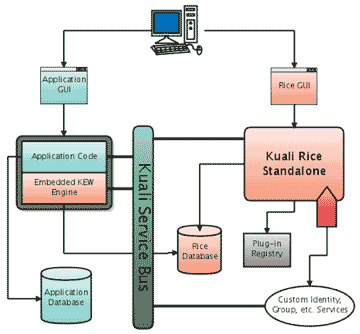 Application
GUI
Rice GUI
Application Code
Embedded KEW
Engine
Kuali Service Bus
Kuali Rice
Standalone
Rice
Database
Plug-in
Registry
Application
Database
Custom Identity,
Group, etc. Services